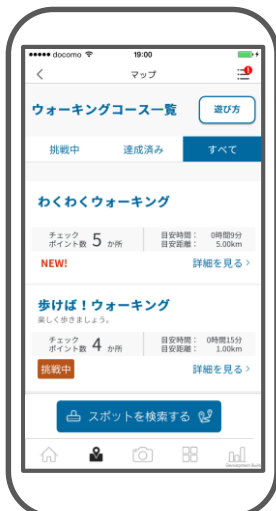 docomo 19:00
マップ
ウォーキングコース一覧 遊び方
挑戦中 達成済み すべて
わくわくウォーキング
チェック
ポイント数 5 か所
目安時間： 0時間9分
目安距離： 5.00km
NEW! 詳細を見る
歩けば！ウォーキング
楽しく歩きましょう。
チェック
ポイント数 4 か所
目安時間： 0時間15分
目安距離： 1.00km
挑戦中 詳細を見る
スポットを検索する
Development Build